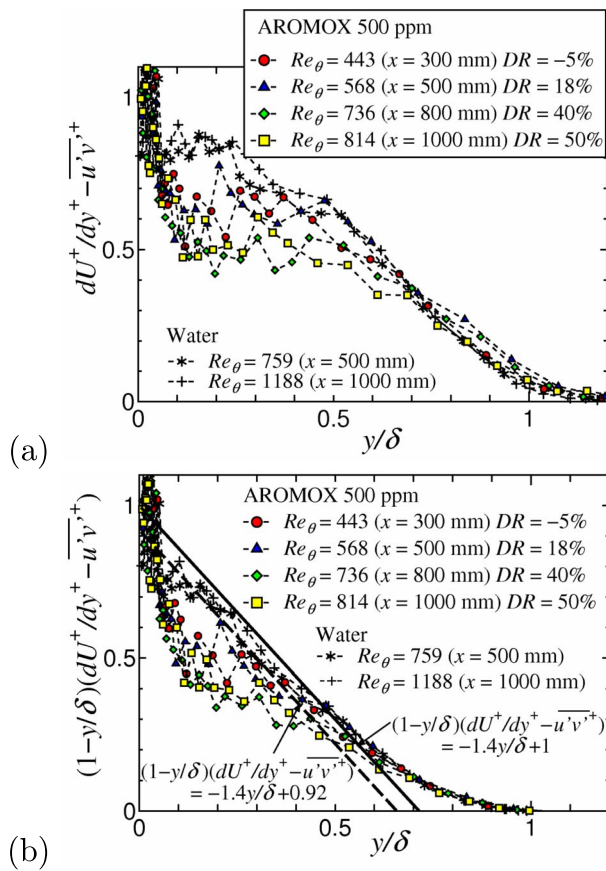 AROMOX 500 ppm
Reθ = 443 (x = 300 mm) DR = −5%
Reθ = 568 (x = 500 mm) DR = 18%
Reθ = 736 (x = 800 mm) DR = 40%
Reθ = 814 (x = 1000 mm) DR = 50%
1
0.5
0
dU⁺/dy⁺−u'v'⁺
Water
Reθ = 759 (x = 500 mm)
Reθ = 1188 (x = 1000 mm)
0 0.5 1
y/δ
(a)
AROMOX 500 ppm
Reθ = 443 (x = 300 mm) DR = −5%
Reθ = 568 (x = 500 mm) DR = 18%
Reθ = 736 (x = 800 mm) DR = 40%
Reθ = 814 (x = 1000 mm) DR = 50%
Water
Reθ = 759 (x = 500 mm)
Reθ = 1188 (x = 1000 mm)
1
0.5
0
(1−y/δ)(dU⁺/dy⁺−u'v'⁺)
(1−y/δ)(dU⁺/dy⁺−u'v'⁺)
= −1.4y/δ+1
(1−y/δ)(dU⁺/dy⁺−u'v'⁺)
= −1.4y/δ+0.92
0 0.5 1
y/δ
(b)